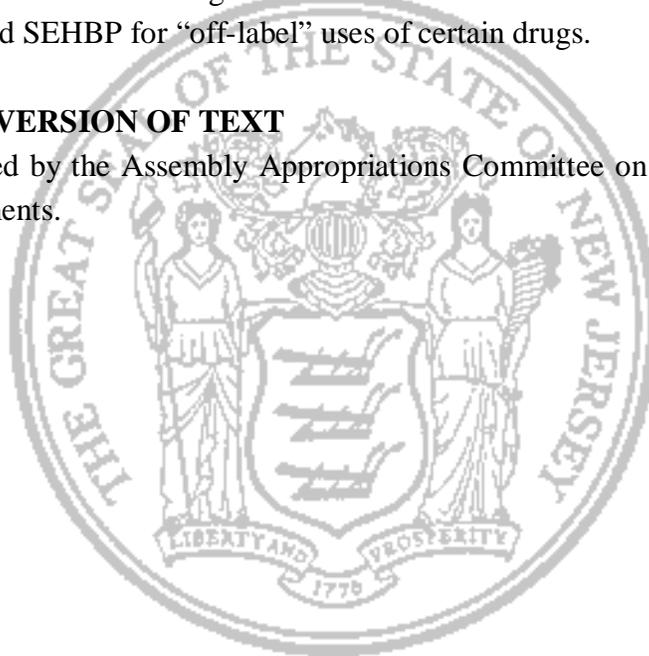 d SEHBP for “off-label” uses of certain drugs.
VERSION OF TEXT
ed by the Assembly Appropriations Committee on
nents.
THE GREAT SEAL OF THE STATE OF NEW JERSEY
LIBERTY AND PROSPERITY
1776